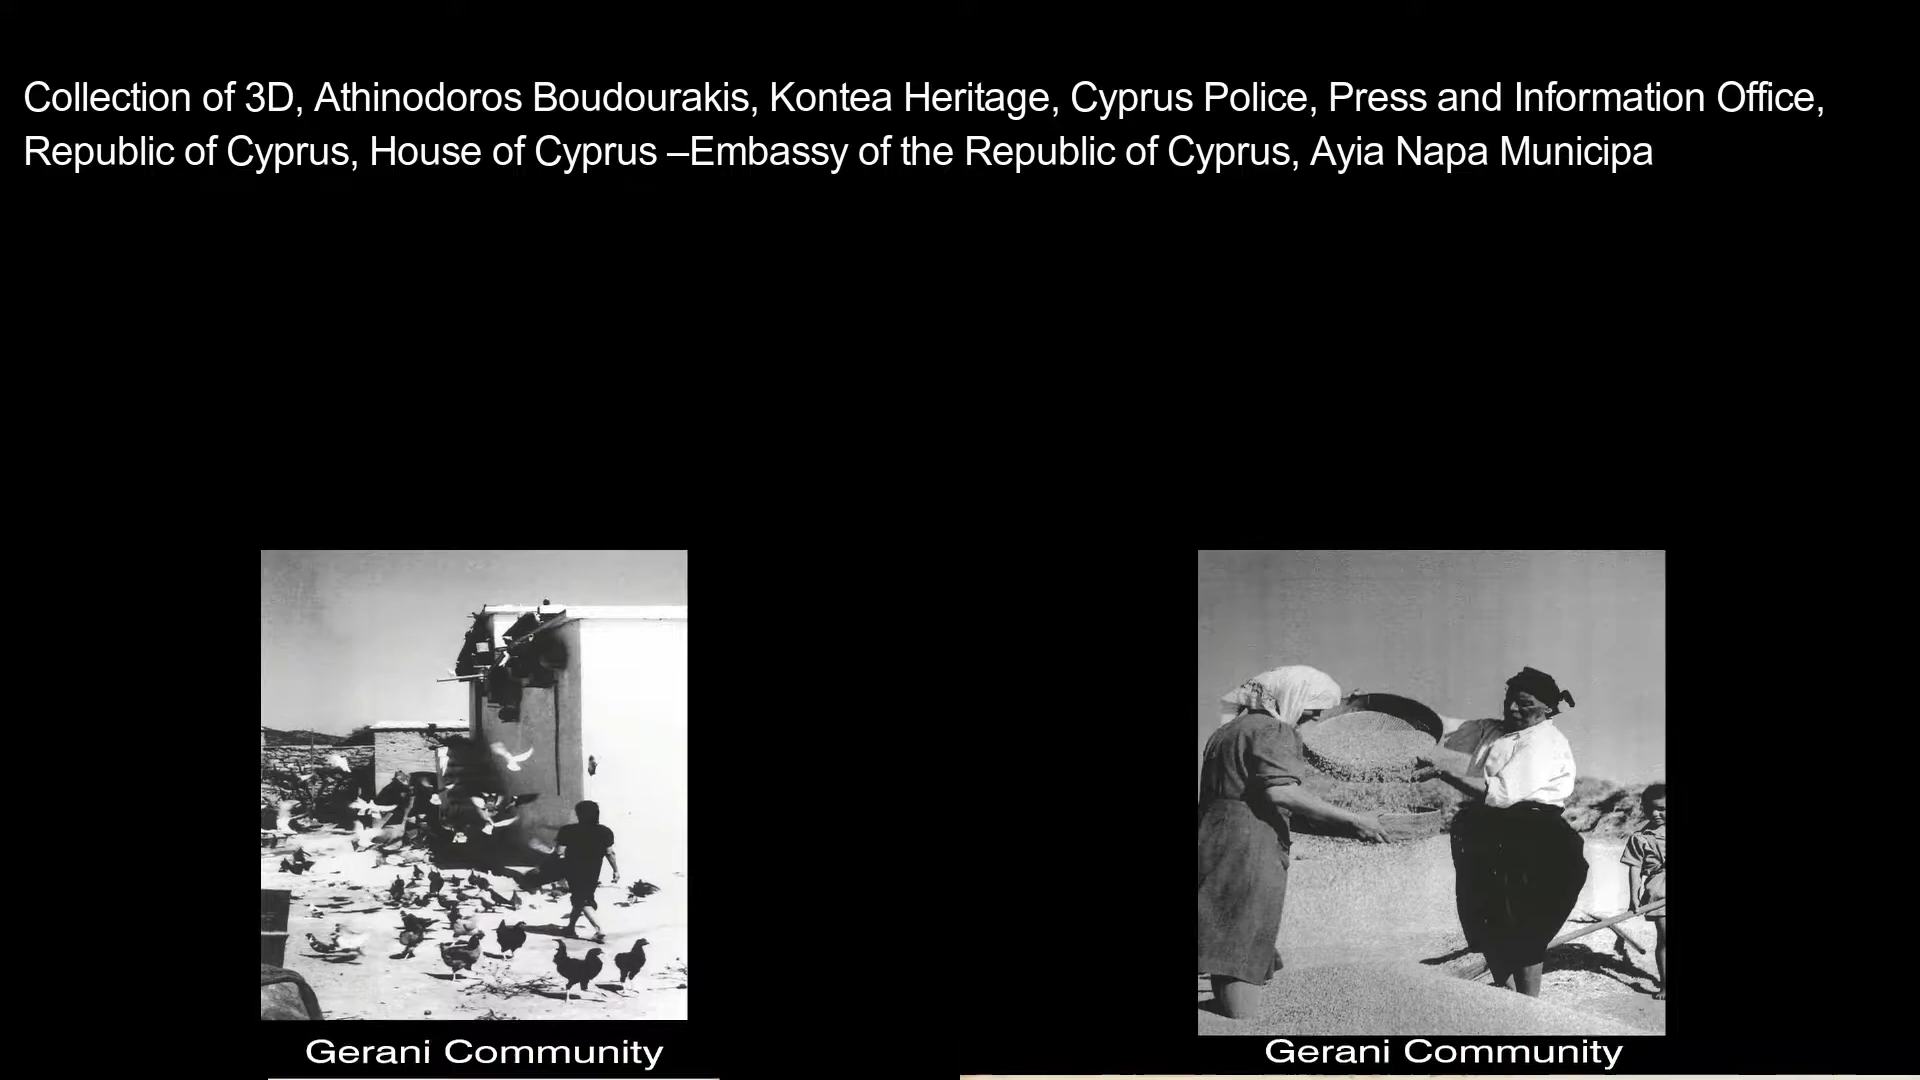 Collection of 3D, Athinodoros Boudourakis, Kontea Heritage, Cyprus Police, Press and Information Office,
Republic of Cyprus, House of Cyprus –Embassy of the Republic of Cyprus, Ayia Napa Municipa
Gerani Community
Gerani Community